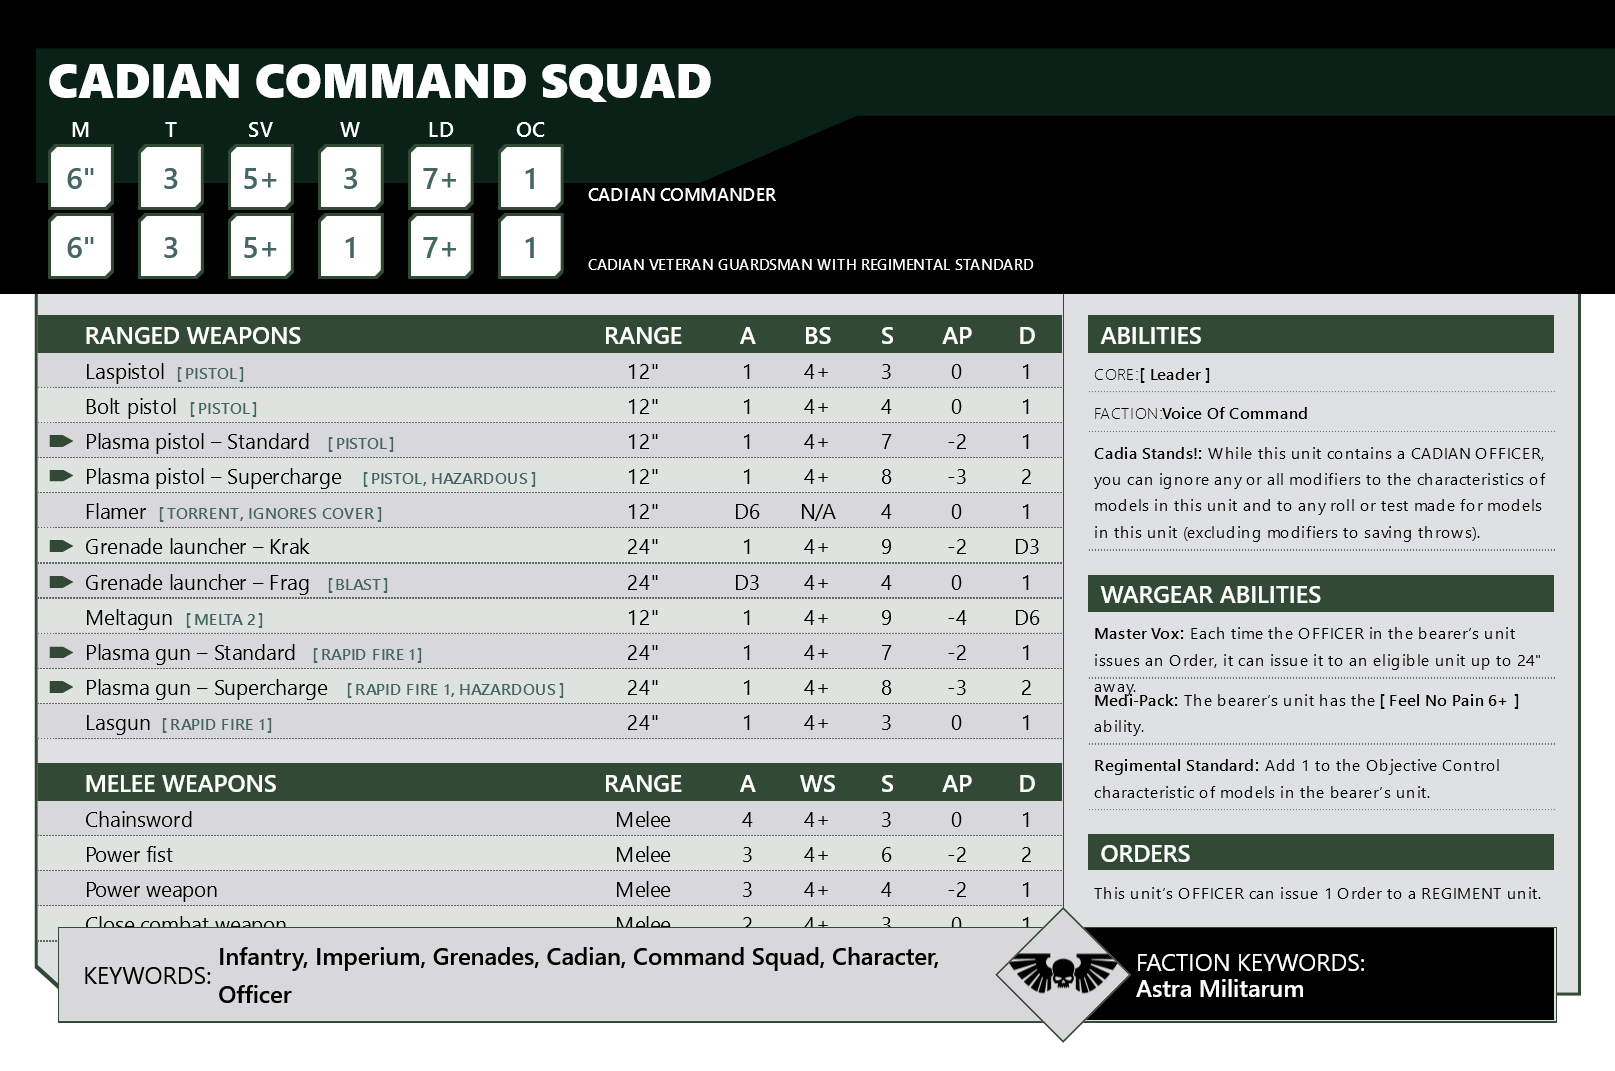 CADIAN COMMAND SQUAD
M T SV W LD OC
6" 3 5+ 3 7+ 1 CADIAN COMMANDER
6" 3 5+ 1 7+ 1 CADIAN VETERAN GUARDSMAN WITH REGIMENTAL STANDARD
RANGED WEAPONS RANGE A BS S AP D
Laspistol [PISTOL] 12" 1 4+ 3 0 1
Bolt pistol [PISTOL] 12" 1 4+ 4 0 1
Plasma pistol – Standard [PISTOL] 12" 1 4+ 7 -2 1
Plasma pistol – Supercharge [PISTOL, HAZARDOUS] 12" 1 4+ 8 -3 2
Flamer [TORRENT, IGNORES COVER] 12" D6 N/A 4 0 1
Grenade launcher – Krak 24" 1 4+ 9 -2 D3
Grenade launcher – Frag [BLAST] 24" D3 4+ 4 0 1
Meltagun [MELTA 2] 12" 1 4+ 9 -4 D6
Plasma gun – Standard [RAPID FIRE 1] 24" 1 4+ 7 -2 1
Plasma gun – Supercharge [RAPID FIRE 1, HAZARDOUS] 24" 1 4+ 8 -3 2
Lasgun [RAPID FIRE 1] 24" 1 4+ 3 0 1
MELEE WEAPONS RANGE A WS S AP D
Chainsword Melee 4 4+ 3 0 1
Power fist Melee 3 4+ 6 -2 2
Power weapon Melee 3 4+ 4 -2 1
Close combat weapon Melee 2 4+ 3 0 1
ABILITIES
CORE:[ Leader ]
FACTION:Voice Of Command
Cadia Stands!: While this unit contains a CADIAN OFFICER,
you can ignore any or all modifiers to the characteristics of
models in this unit and to any roll or test made for models
in this unit (excluding modifiers to saving throws).
WARGEAR ABILITIES
Master Vox: Each time the OFFICER in the bearer’s unit
issues an Order, it can issue it to an eligible unit up to 24"
away.
Medi-Pack: The bearer’s unit has the [ Feel No Pain 6+ ]
ability.
Regimental Standard: Add 1 to the Objective Control
characteristic of models in the bearer’s unit.
ORDERS
This unit’s OFFICER can issue 1 Order to a REGIMENT unit.
KEYWORDS: Infantry, Imperium, Grenades, Cadian, Command Squad, Character,
Officer
FACTION KEYWORDS:
Astra Militarum